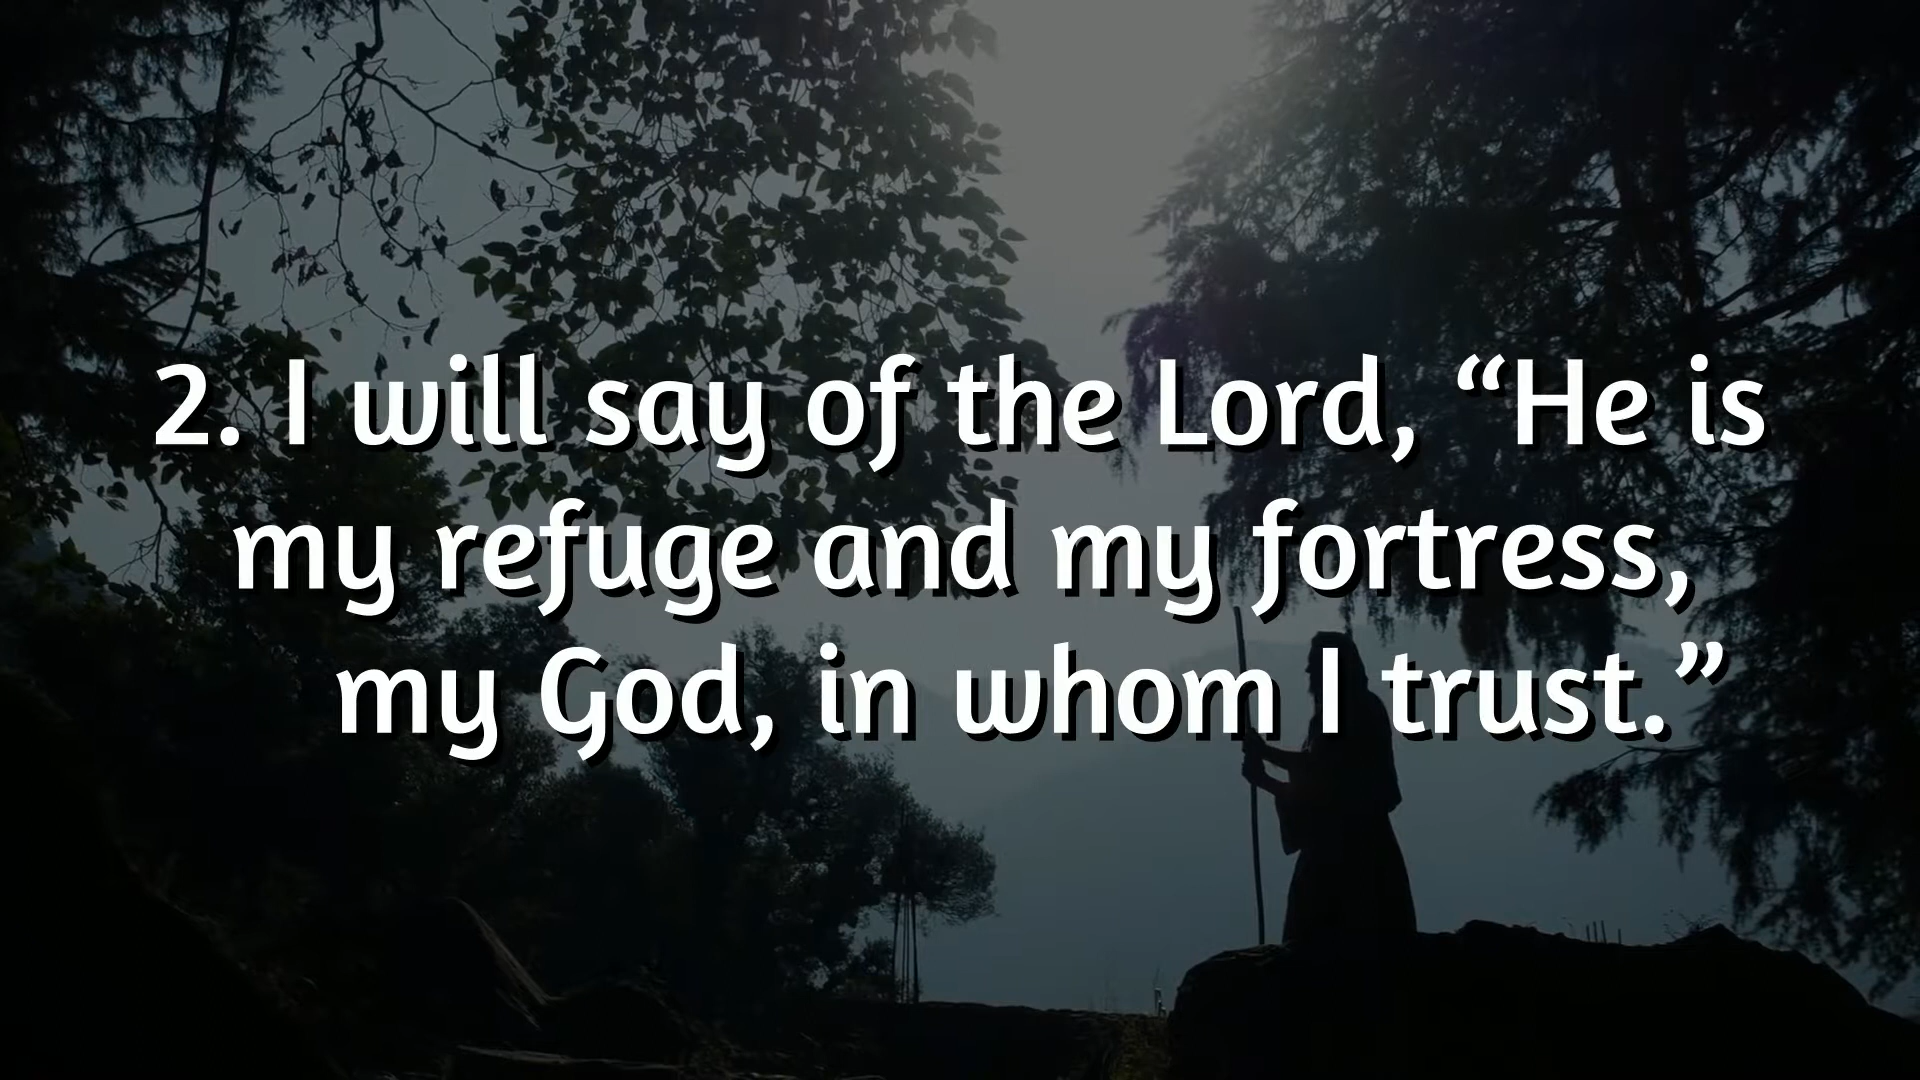 2. I will say of the Lord, “He is
my refuge and my fortress,
my God, in whom I trust.”